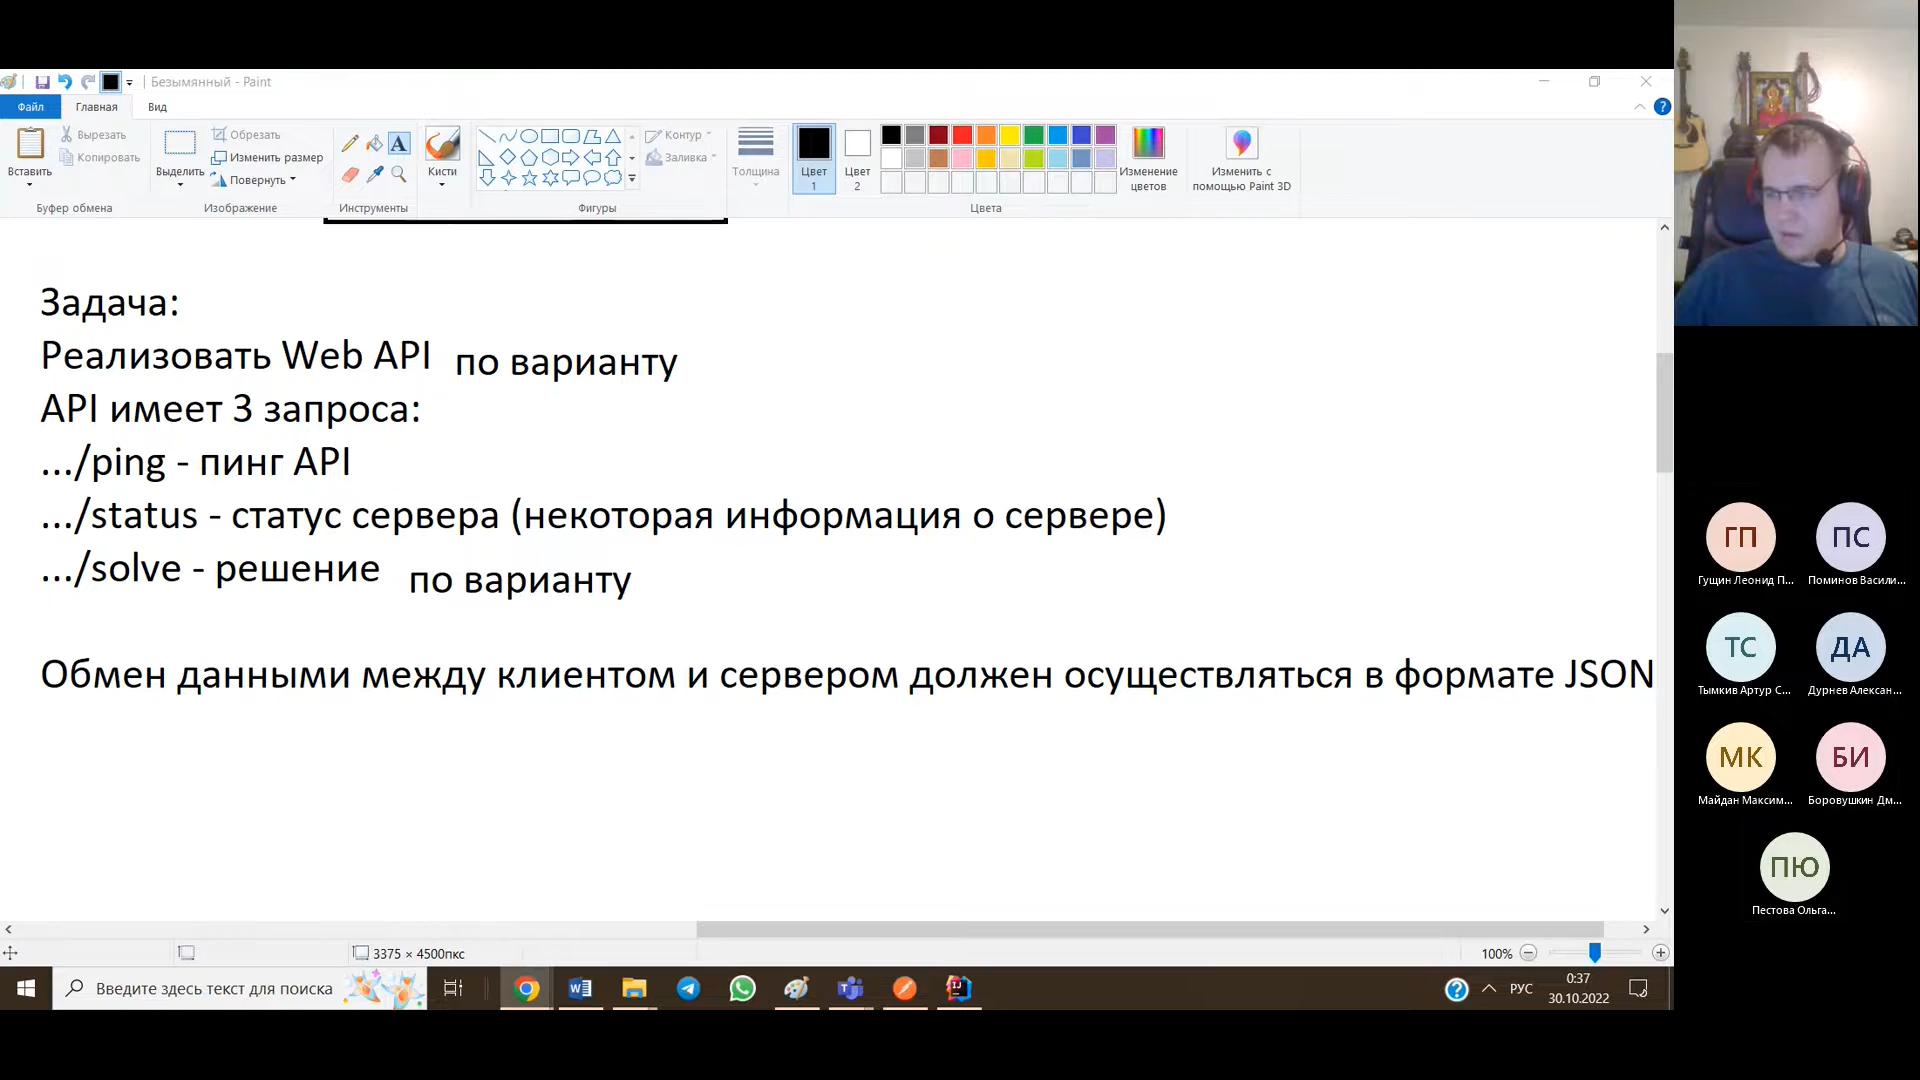 Безымянный - Paint
Файл Главная Вид
Вставить
Вырезать
Копировать
Буфер обмена
Выделить
Обрезать
Изменить размер
Повернуть
Изображение
A
Инструменты
Кисти
Контур
Заливка
Фигуры
Толщина
Цвет 1
Цвет 2
Изменение цветов
Изменить с помощью Paint 3D
Цвета
Задача:
Реализовать Web API по варианту
API имеет 3 запроса:
.../ping - пинг API
.../status - статус сервера (некоторая информация о сервере)
.../solve - решение по варианту
Обмен данными между клиентом и сервером должен осуществляться в формате JSON
ГП
Гущин Леонид П...
ПС
Поминов Васили...
ТС
Тымкив Артур С...
ДА
Дурнев Алексан...
МК
Майдан Максим...
БИ
Боровушкин Дм...
ПЮ
Пестова Ольга...
3375 × 4500пкс
100%
Введите здесь текст для поиска
РУС
0:37
30.10.2022